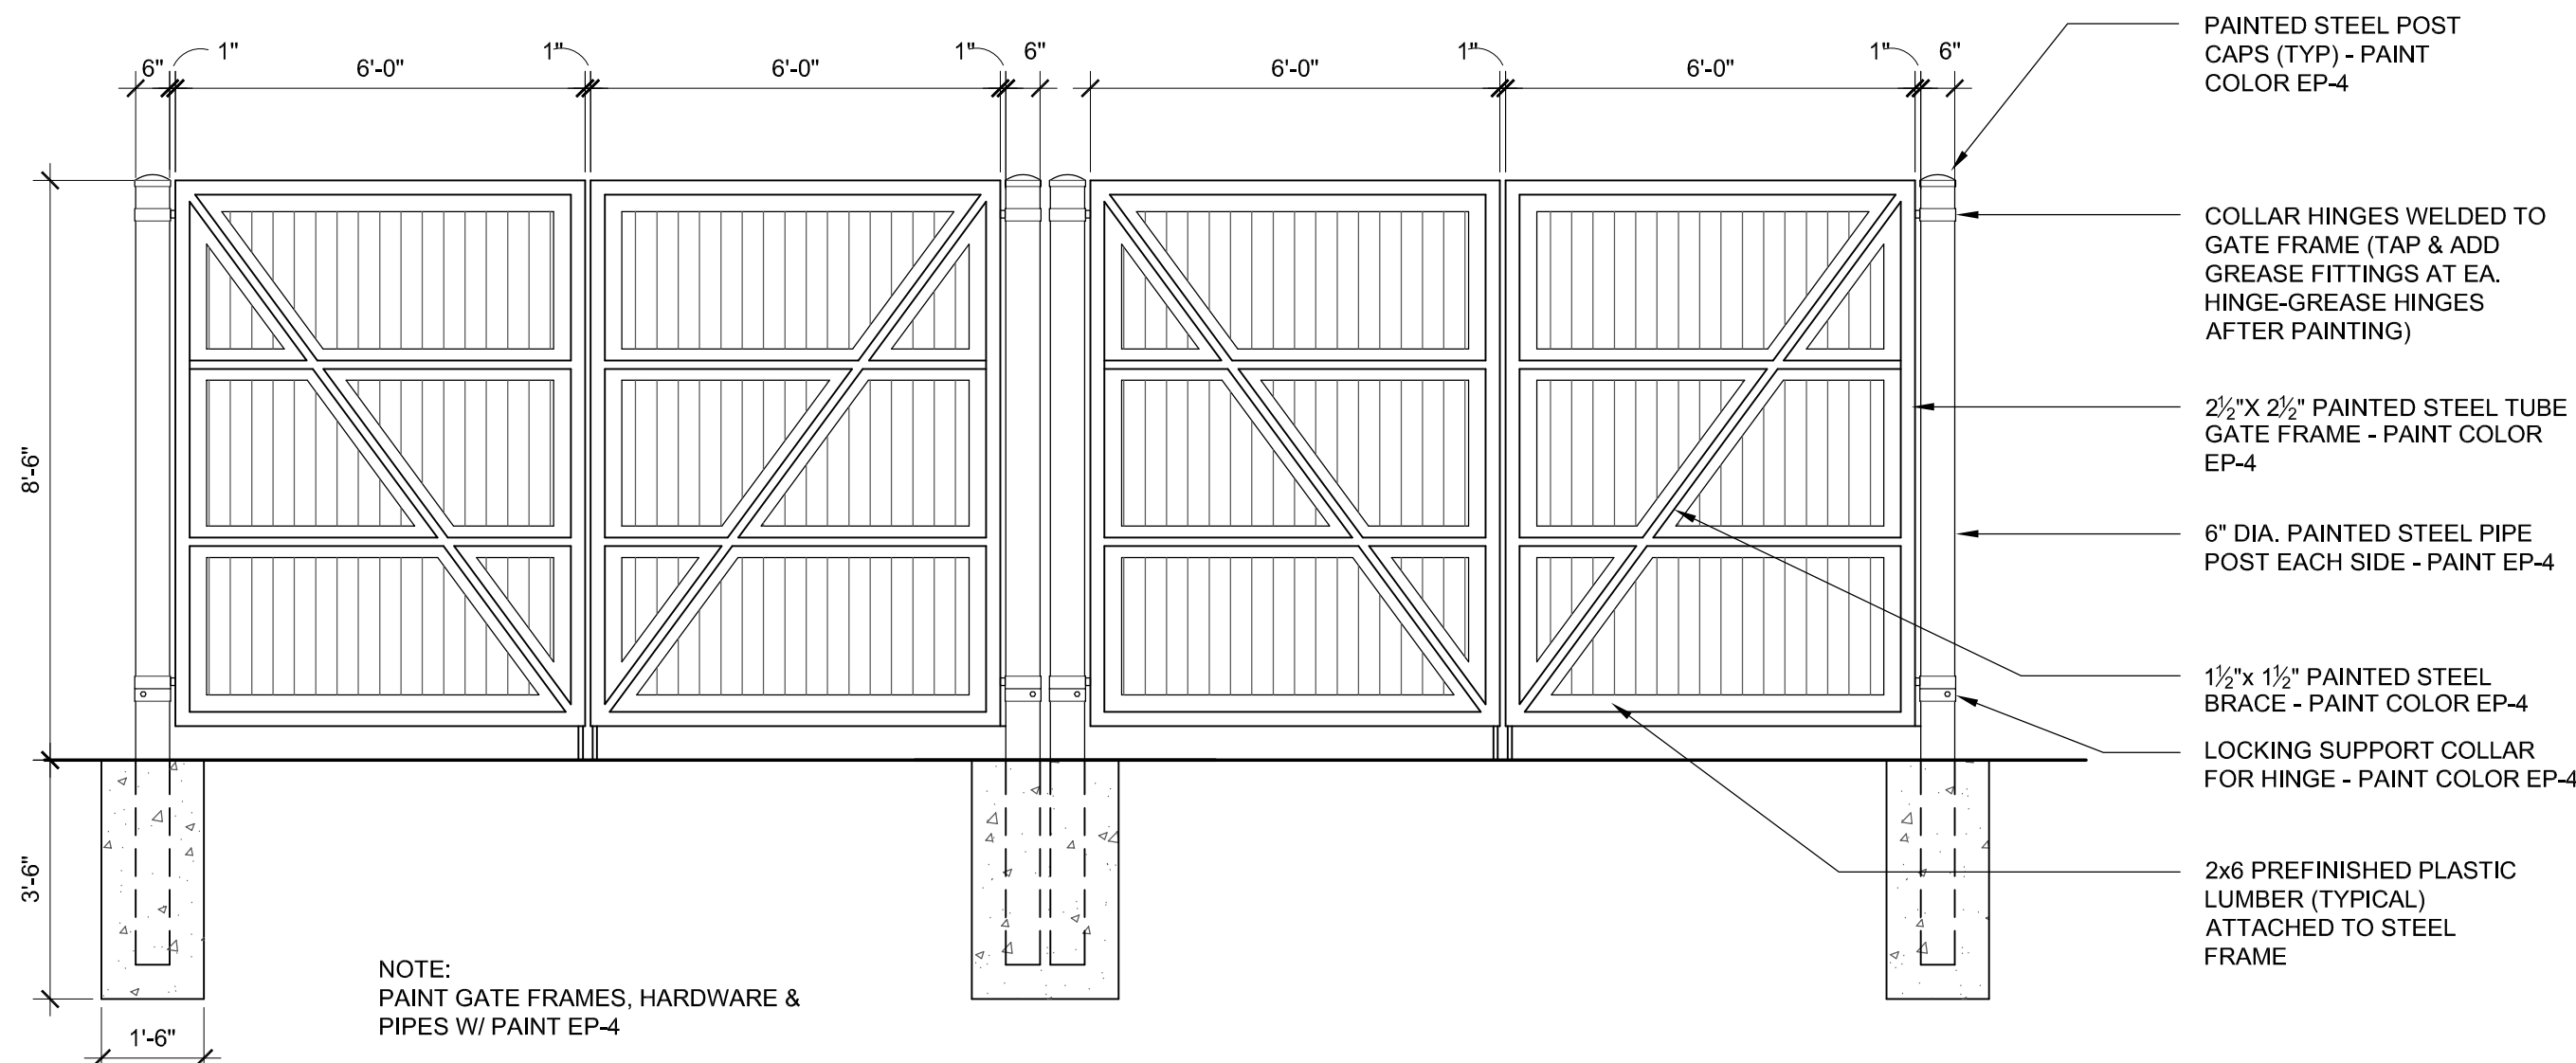 1"
1"
1"
6"
1"
1"
6"
6"
6'-0"
6'-0"
6'-0"
6'-0"
PAINTED STEEL POST
CAPS (TYP) - PAINT
COLOR EP-4
COLLAR HINGES WELDED TO
GATE FRAME (TAP & ADD
GREASE FITTINGS AT EA.
HINGE-GREASE HINGES
AFTER PAINTING)
2½"X 2½" PAINTED STEEL TUBE
GATE FRAME - PAINT COLOR
EP-4
8'-6"
6" DIA. PAINTED STEEL PIPE
POST EACH SIDE - PAINT EP-4
1½"x 1½" PAINTED STEEL
BRACE - PAINT COLOR EP-4
LOCKING SUPPORT COLLAR
FOR HINGE - PAINT COLOR EP-4
2x6 PREFINISHED PLASTIC
LUMBER (TYPICAL)
ATTACHED TO STEEL
FRAME
3'-6"
NOTE:
PAINT GATE FRAMES, HARDWARE &
PIPES W/ PAINT EP-4
1'-6"